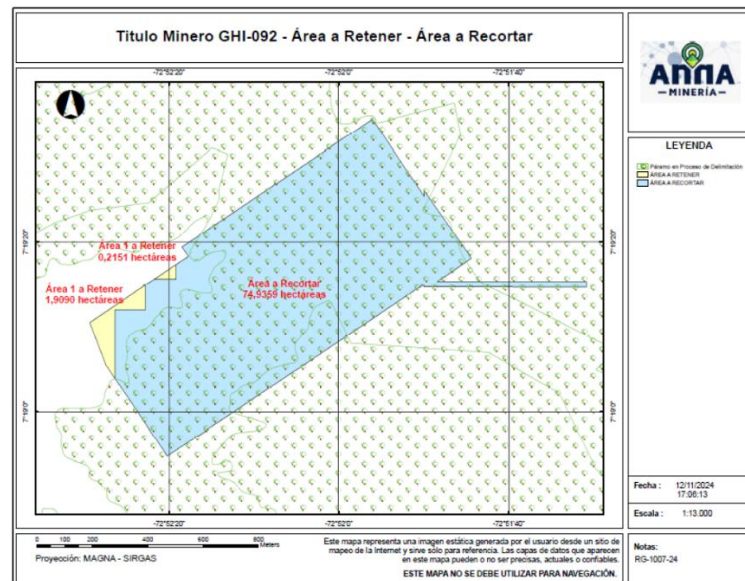 Titulo Minero GHI-092 - Área a Retener - Área a Recortar
ANNA
MINERÍA
LEYENDA
Páramo en Proceso de Delimitación
ÁREA A RETENER
ÁREA A RECORTAR
-72°52'20"
-72°52'0"
-72°51'40"
7°19'20"
7°19'20"
Área 1 a Retener
0,2151 hectáreas
Área 1 a Retener
1,9090 hectáreas
Área a Recortar
74,9359 hectáreas
7°19'0"
7°19'0"
-72°52'20"
-72°52'0"
-72°51'40"
Fecha : 12/11/2024
17:06:13
Escala : 1:13.000
0 100 200 400 600 800
Meters
Proyección: MAGNA - SIRGAS
Este mapa representa una imagen estática generada por el usuario desde un sitio de
mapeo de la Internet y sirve solo para referencia. Las capas de datos que aparecen
en este mapa pueden o no ser precisas, actuales o confiables.
ESTE MAPA NO SE DEBE UTILIZAR PARA NAVEGACIÓN.
Notas:
RG-1007-24